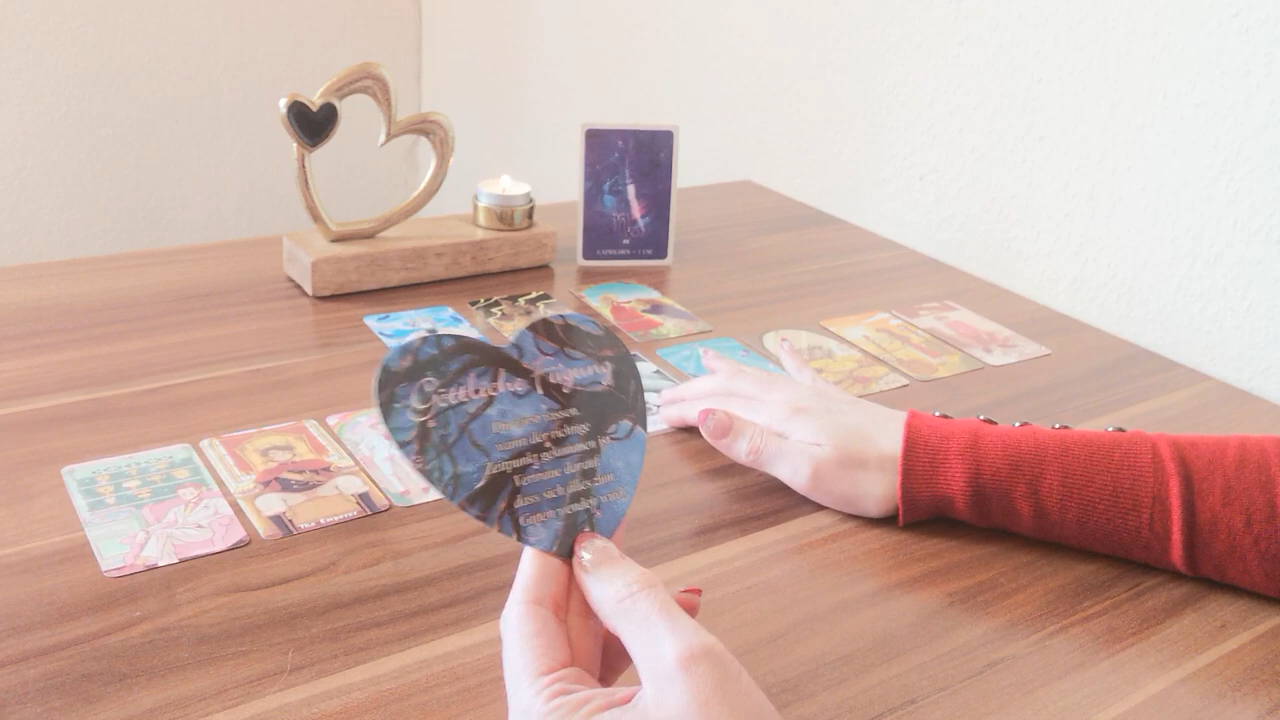 CAPRICORN
The Emperor
Göttliche Fügung
wann der richtige
Zeitpunkt gekommen ist.
Vertraue darauf,
dass sich alles zum
Guten wenden wird.